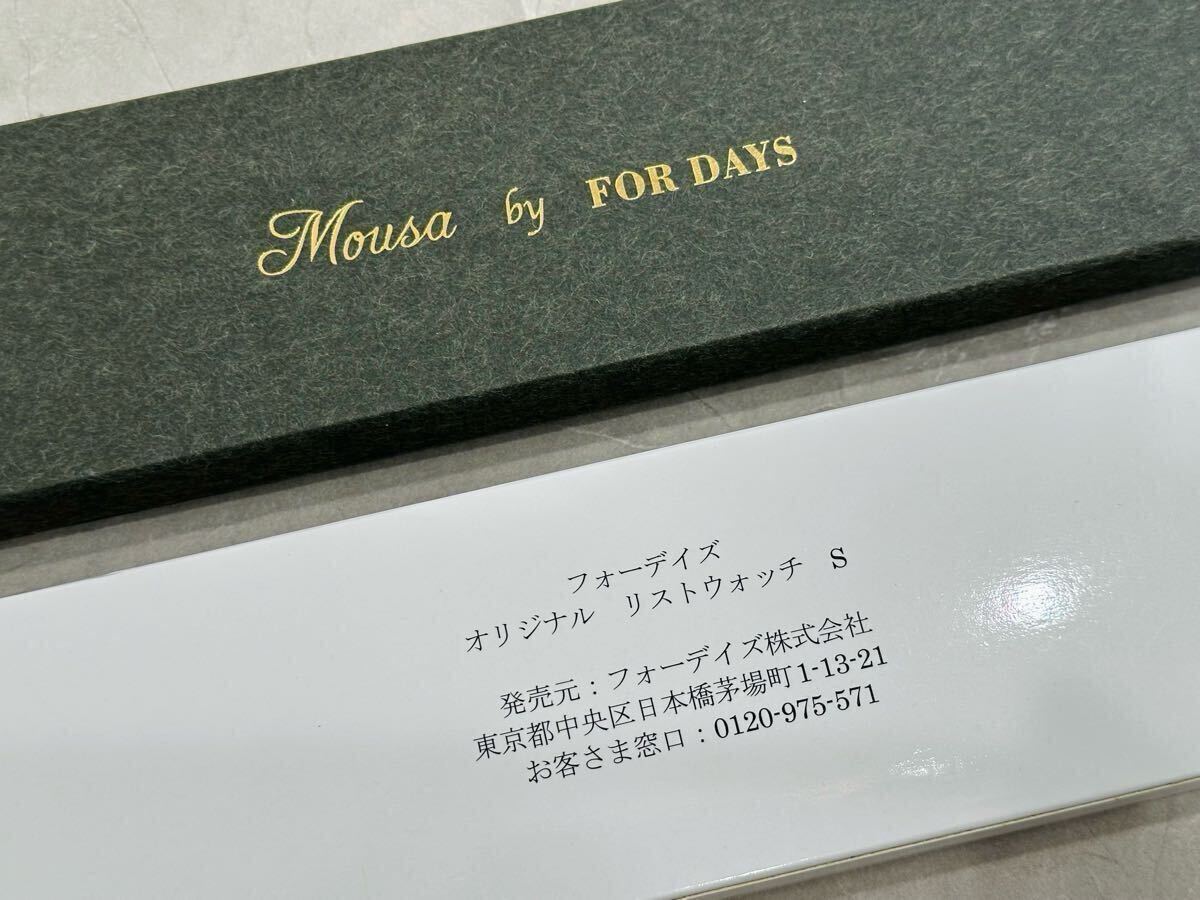 Mousa by FOR DAYS
フォーデイズ
オリジナル リストウォッチ S
発売元：フォーデイズ株式会社
東京都中央区日本橋茅場町1-13-21
お客さま窓口：0120-975-571